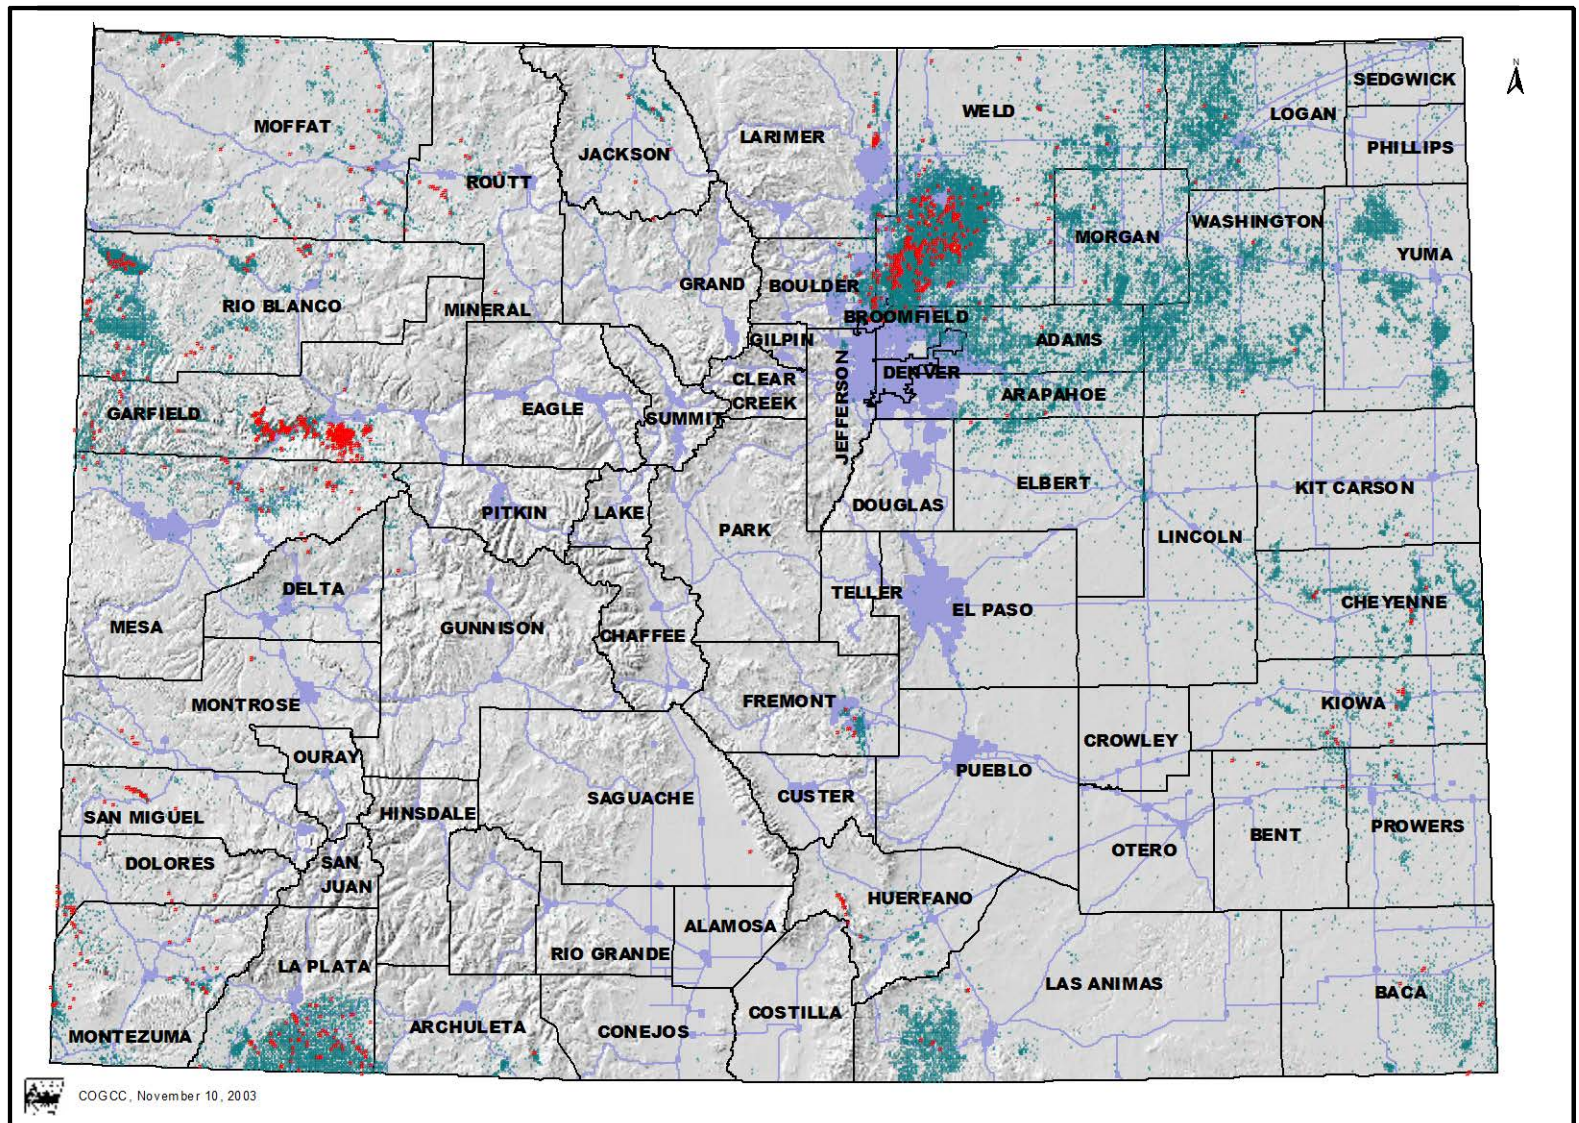 N
SEDGWICK
WELD
LOGAN
MOFFAT
LARIMER
PHILLIPS
JACKSON
ROUTT
WASHINGTON
MORGAN
YUMA
GRAND
BOULDER
RIO BLANCO
MINERAL
BROOMFIELD
GILPIN
ADAMS
CLEAR
CREEK
DENVER
JEFFERSON
ARAPAHOE
GARFIELD
EAGLE
SUMMIT
ELBERT
KIT CARSON
DOUGLAS
PITKIN
LAKE
PARK
LINCOLN
DELTA
TELLER
EL PASO
CHEYENNE
MESA
GUNNISON
CHAFFEE
MONTROSE
FREMONT
KIOWA
CROWLEY
OURAY
PUEBLO
SAGUACHE
CUSTER
SAN MIGUEL
HINSDALE
PROWERS
BENT
OTERO
DOLORES
SAN
JUAN
HUERFANO
ALAMOSA
RIO GRANDE
LA PLATA
LAS ANIMAS
BACA
COSTILLA
ARCHULETA
CONEJOS
MONTEZUMA
COGCC, November 10, 2003